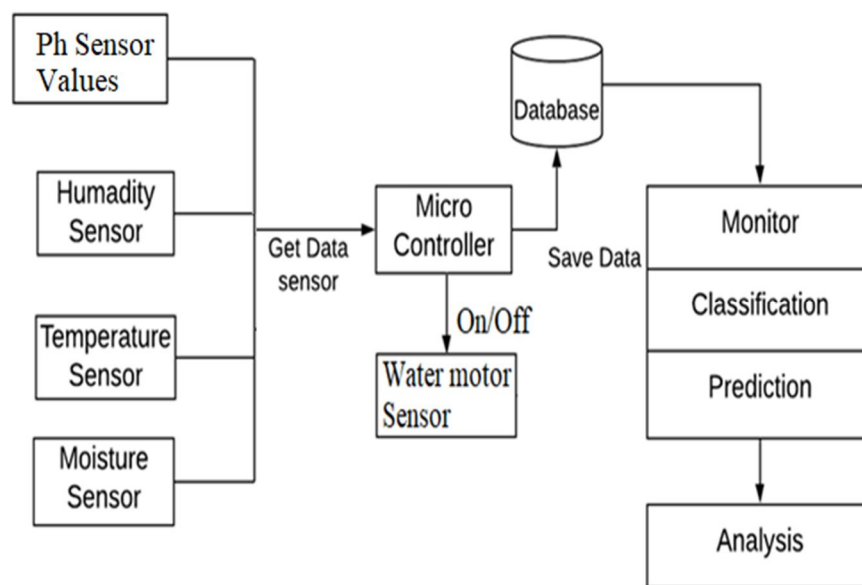 Ph Sensor
Values
Humadity
Sensor
Temperature
Sensor
Moisture
Sensor
Get Data
sensor
Micro
Controller
On/Off
Water motor
Sensor
Database
Save Data
Monitor
Classification
Prediction
Analysis